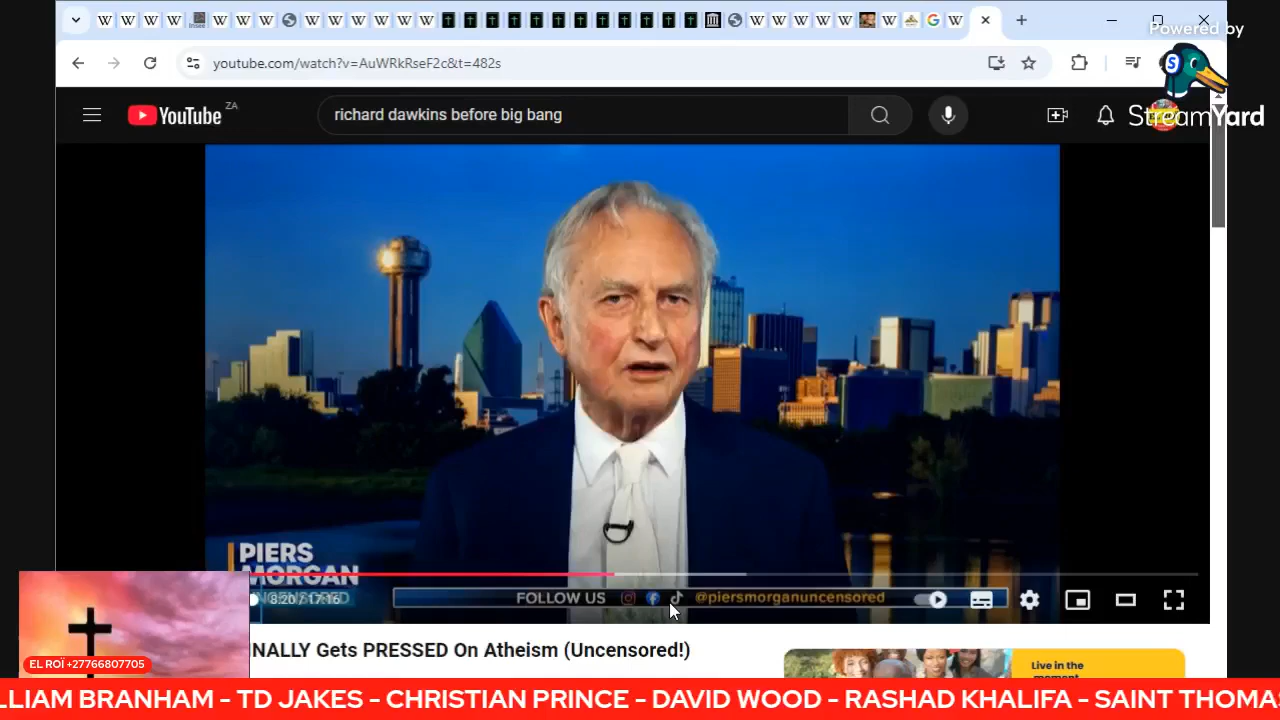 Powered by
StreamYard
youtube.com/watch?v=AuWRkRseF2c&t=482s
YouTube ZA
richard dawkins before big bang
PIERS
MORGAN
8:20 / 17:16
FOLLOW US @piersmorganuncensored
NALLY Gets PRESSED On Atheism (Uncensored!)
Live in the
EL ROÏ +27766807705
LLIAM BRANHAM – TD JAKES – CHRISTIAN PRINCE – DAVID WOOD – RASHAD KHALIFA – SAINT THOMAS